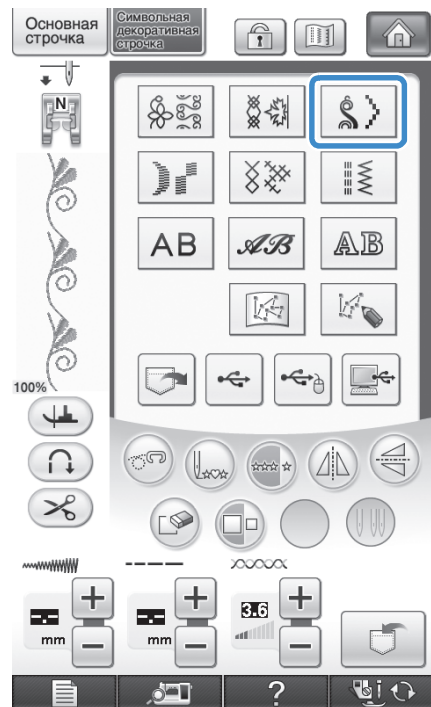 Основная
строчка
Символьная
декоративная
строчка
N
AB
AB
AB
100%
3.6
mm
mm
?